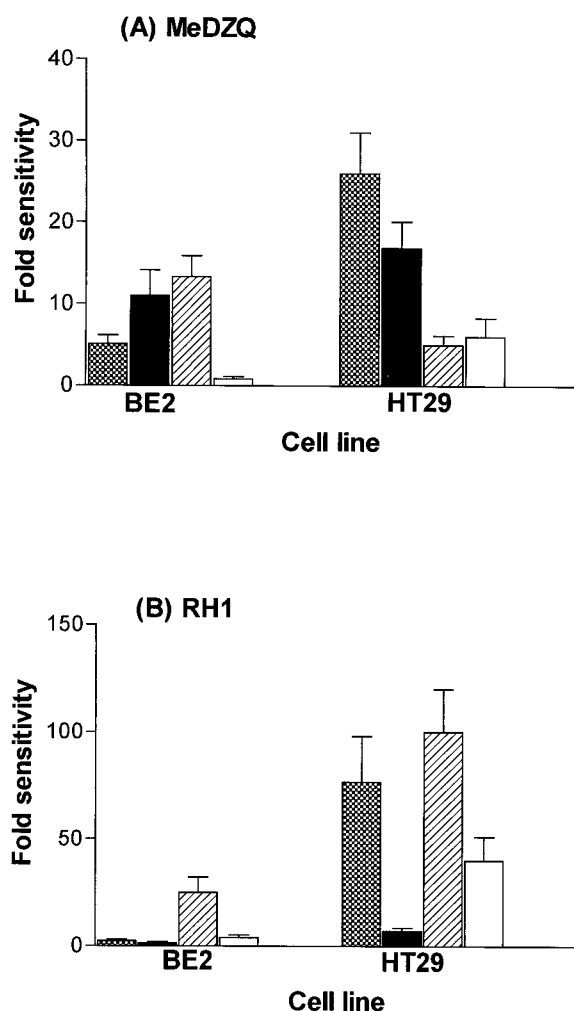 (A) MeDZQ
40
30
20
10
0
Fold sensitivity
BE2 HT29
Cell line
(B) RH1
150
100
50
0
Fold sensitivity
BE2 HT29
Cell line